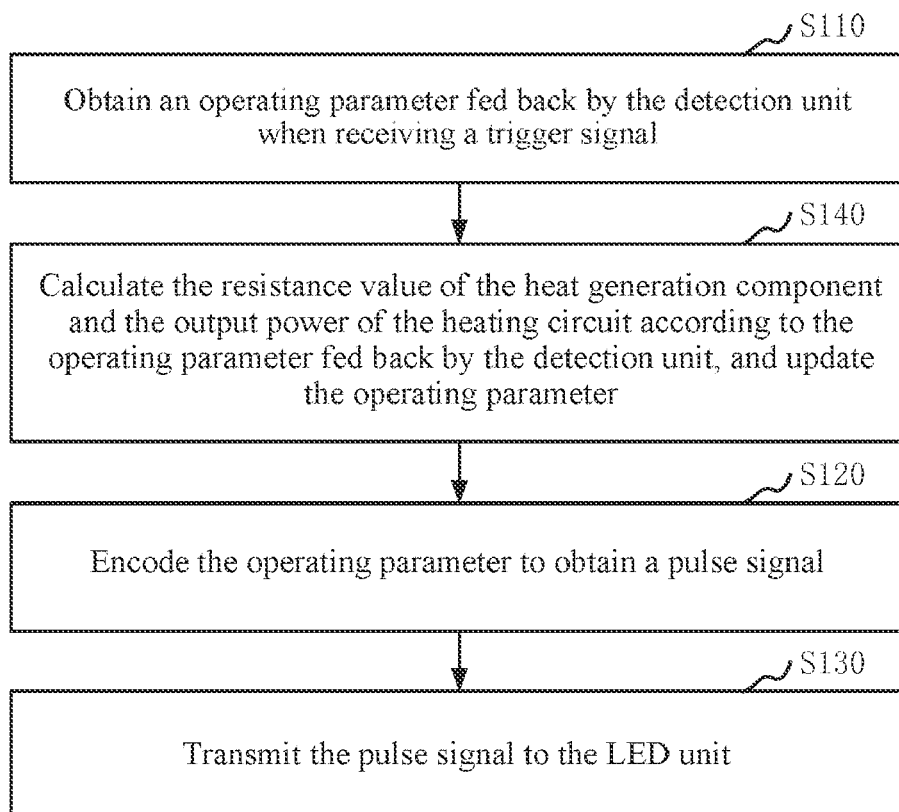 S110
Obtain an operating parameter fed back by the detection unit
when receiving a trigger signal
S140
Calculate the resistance value of the heat generation component
and the output power of the heating circuit according to the
operating parameter fed back by the detection unit, and update
the operating parameter
S120
Encode the operating parameter to obtain a pulse signal
S130
Transmit the pulse signal to the LED unit